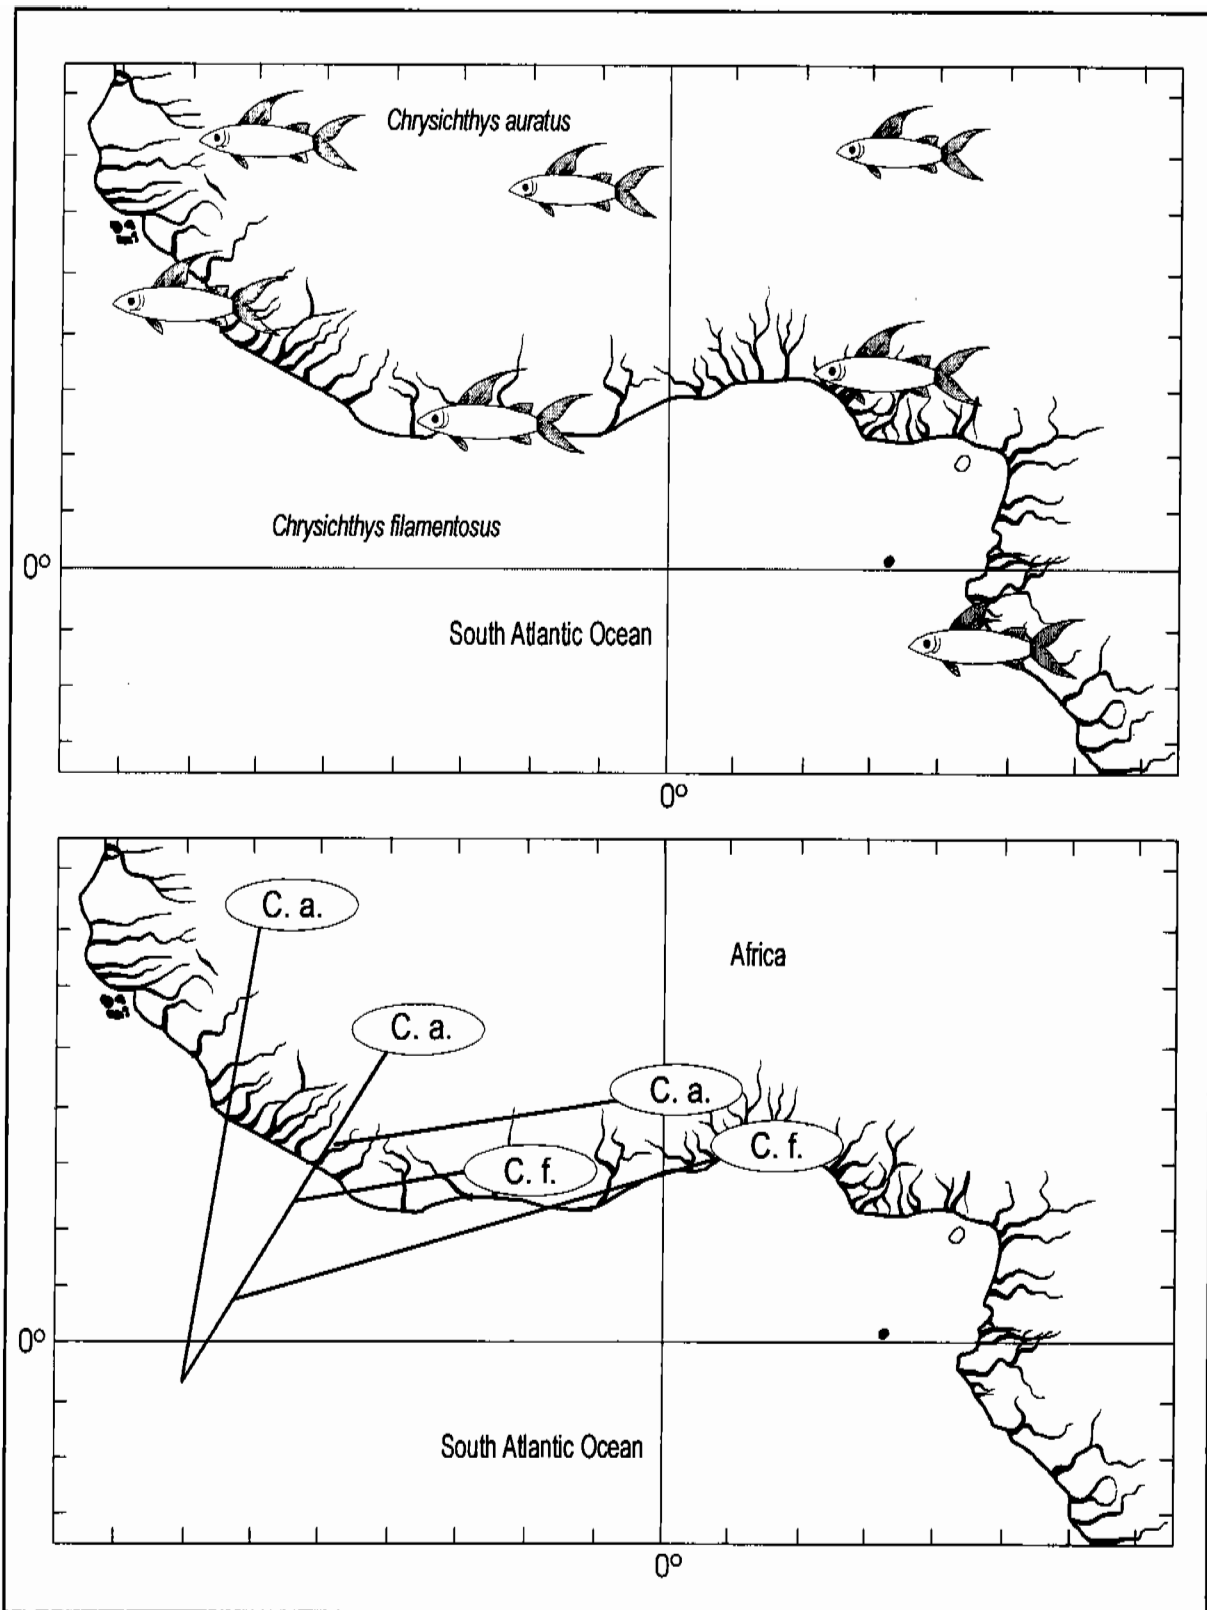 Chrysichthys auratus
Chrysichthys filamentosus
0°
South Atlantic Ocean
0°
C. a.
Africa
C. a.
C. a.
C. f.
C. f.
0°
South Atlantic Ocean
0°